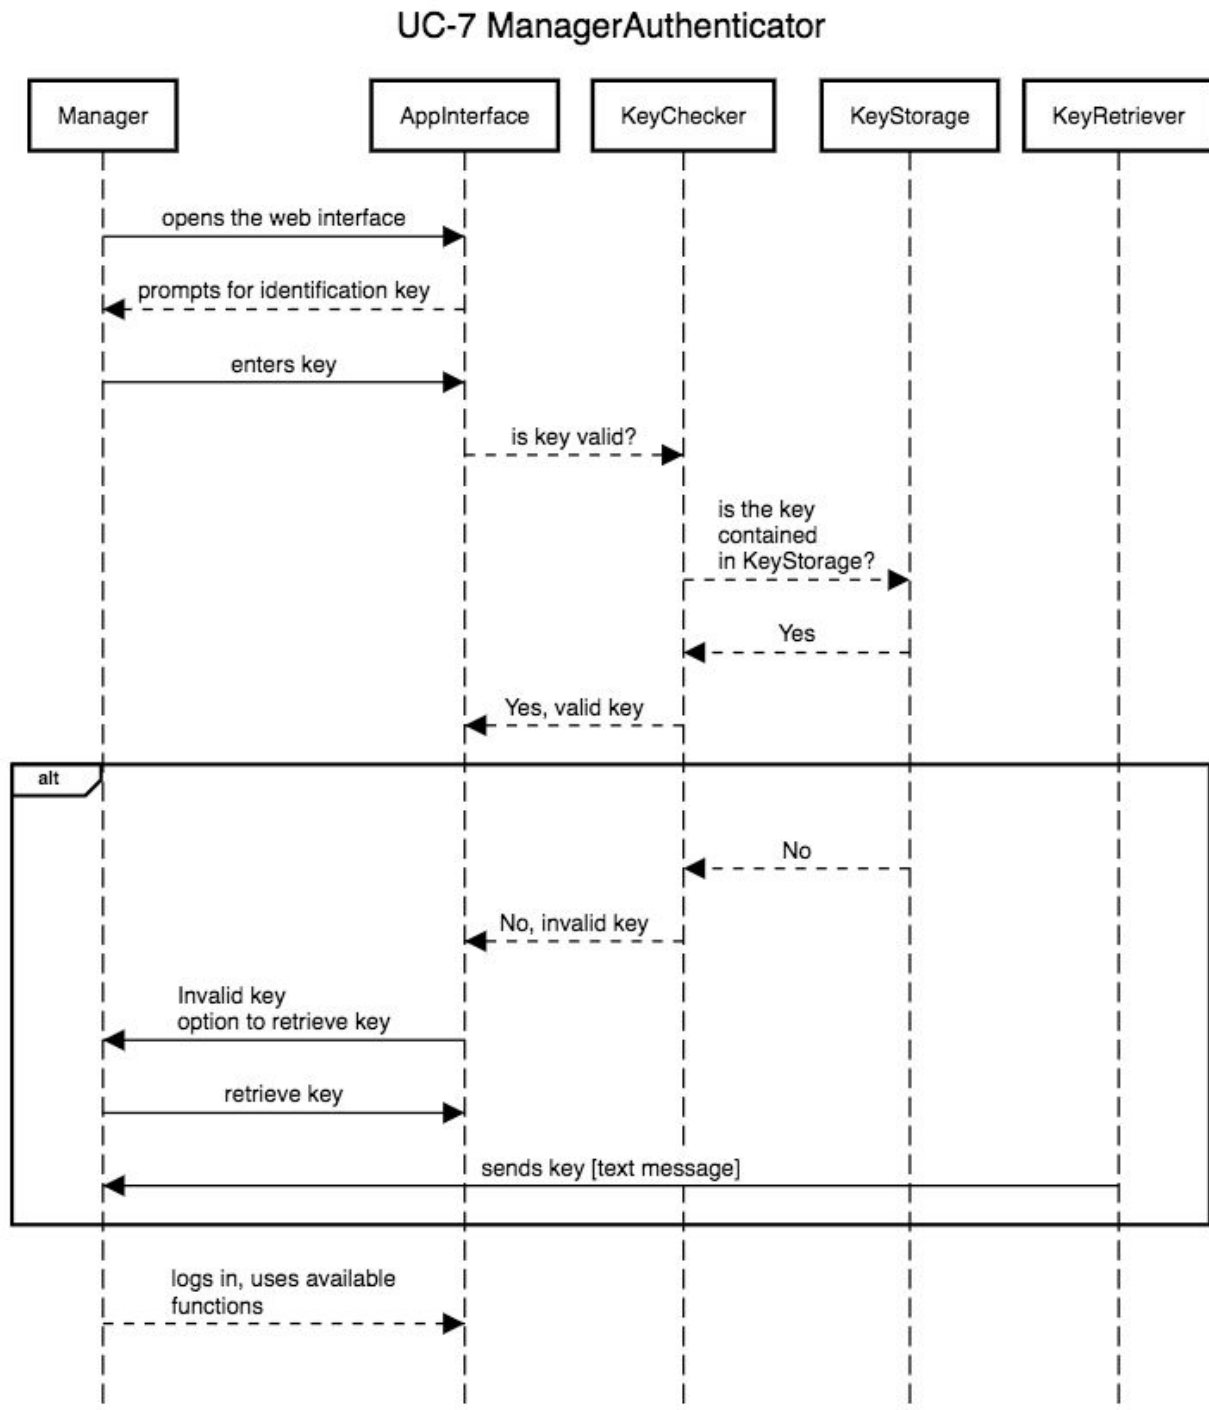 UC-7 ManagerAuthenticator
Manager
AppInterface
KeyChecker
KeyStorage
KeyRetriever
opens the web interface
prompts for identification key
enters key
is key valid?
is the key
contained
in KeyStorage?
Yes
Yes, valid key
alt
No
No, invalid key
Invalid key
option to retrieve key
retrieve key
sends key [text message]
logs in, uses available
functions